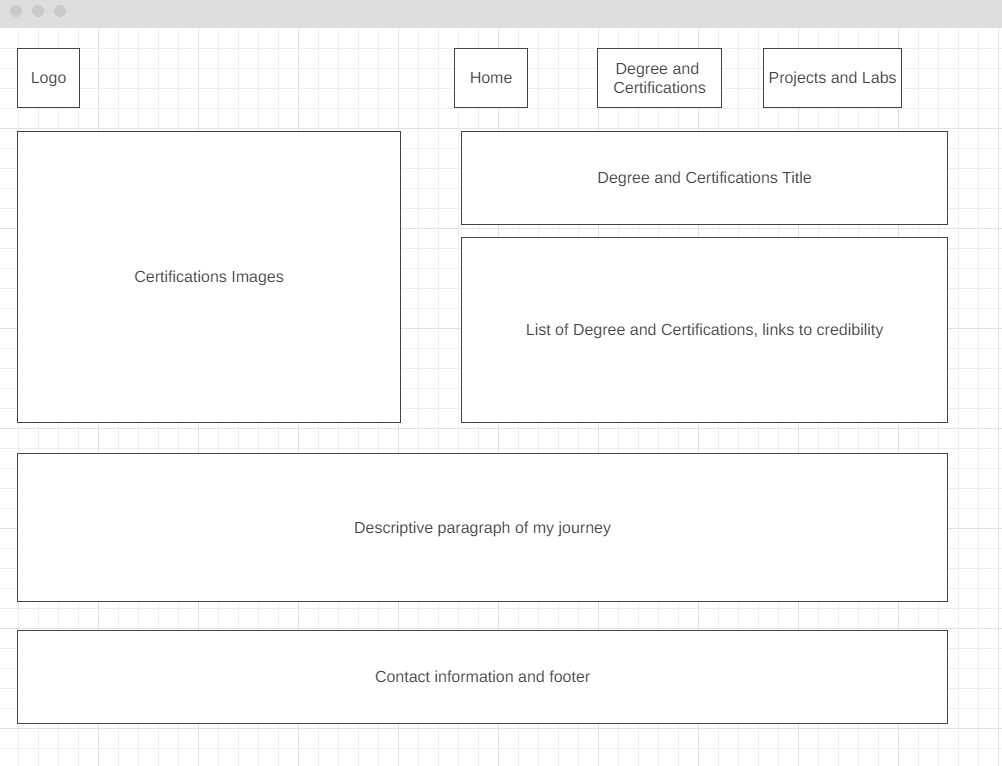 Logo
Home
Degree and
Certifications
Projects and Labs
Certifications Images
Degree and Certifications Title
List of Degree and Certifications, links to credibility
Descriptive paragraph of my journey
Contact information and footer